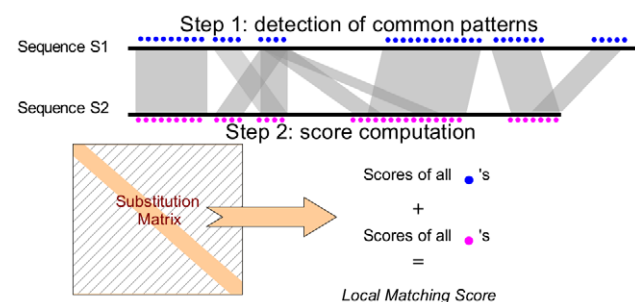 Step 1: detection of common patterns
Sequence S1
Sequence S2
Step 2: score computation
Substitution
Matrix
Scores of all 's
+
Scores of all 's
=
Local Matching Score